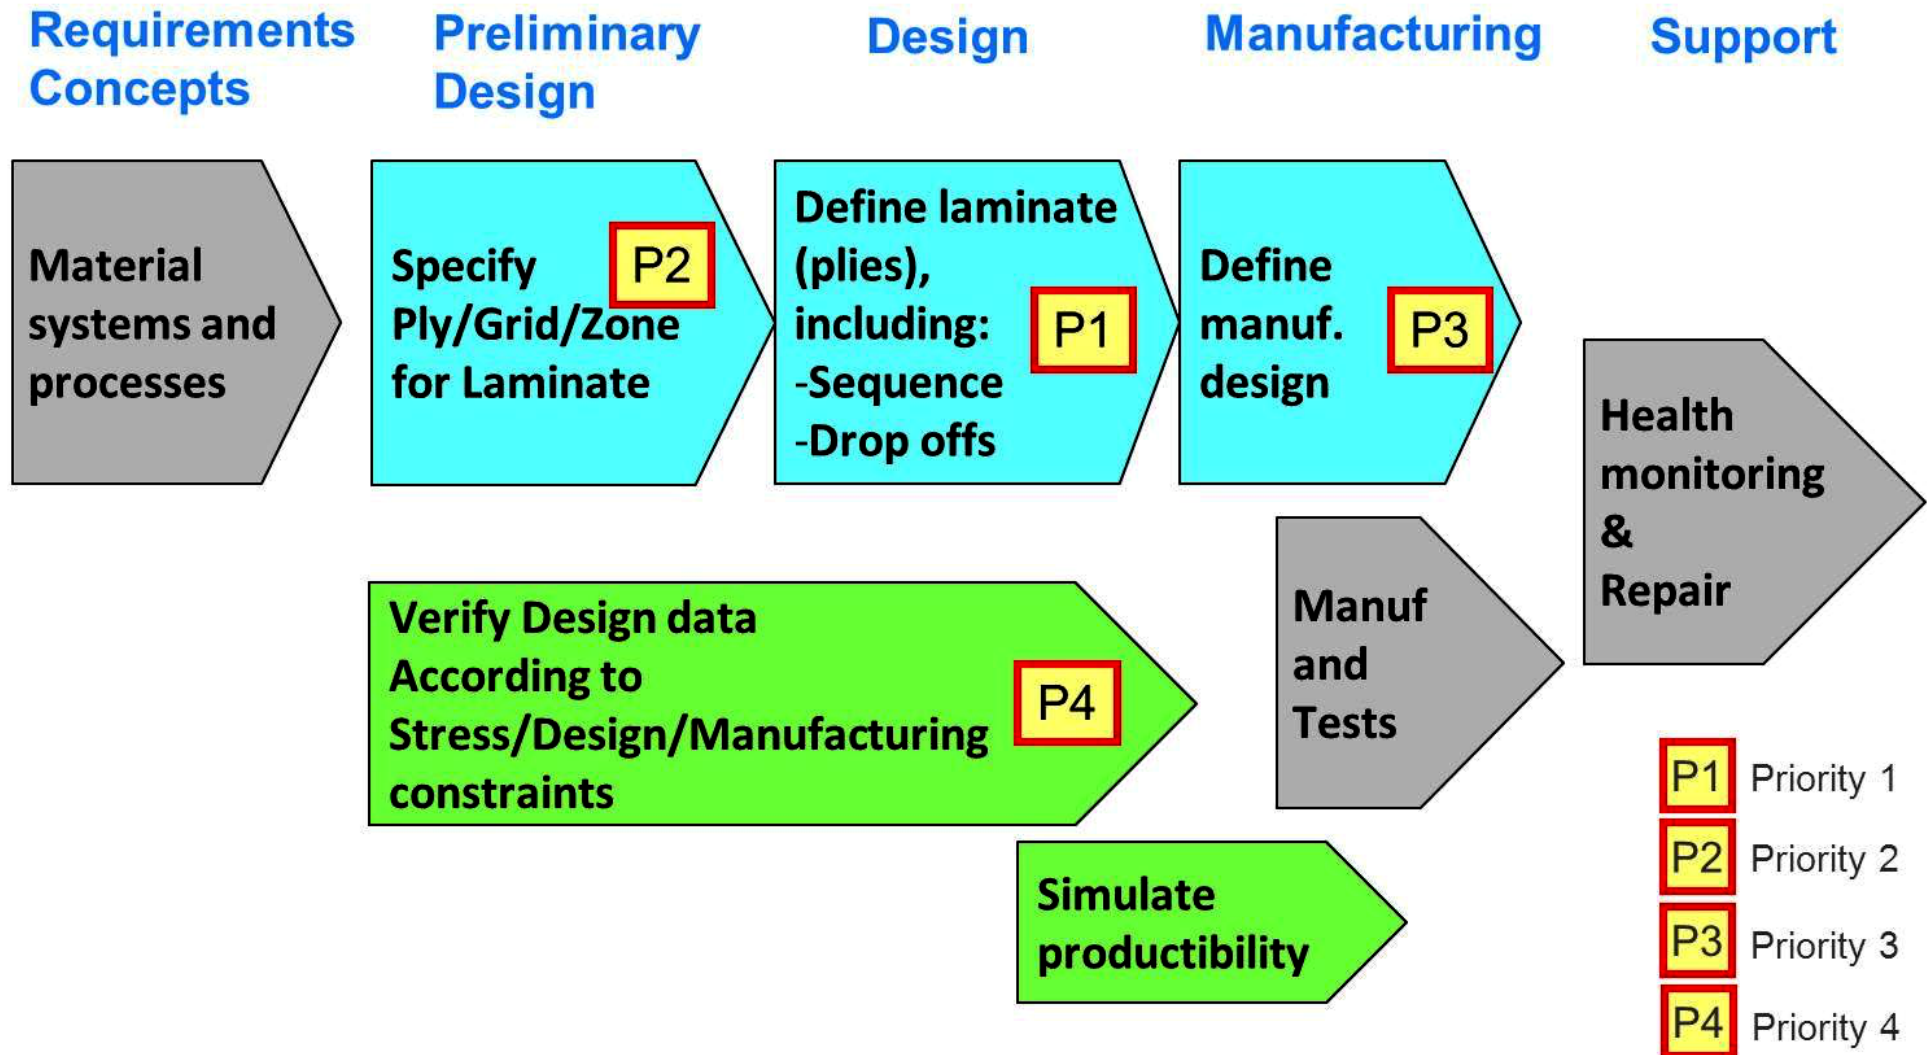 Requirements
Concepts
Preliminary
Design
Design
Manufacturing
Support
Material
systems and
processes
Specify
Ply/Grid/Zone
for Laminate
P2
Define laminate
(plies),
including:
-Sequence
-Drop offs
P1
Define
manuf.
design
P3
Health
monitoring
&
Repair
Verify Design data
According to
Stress/Design/Manufacturing
constraints
P4
Manuf
and
Tests
Simulate
productibility
P1 Priority 1
P2 Priority 2
P3 Priority 3
P4 Priority 4